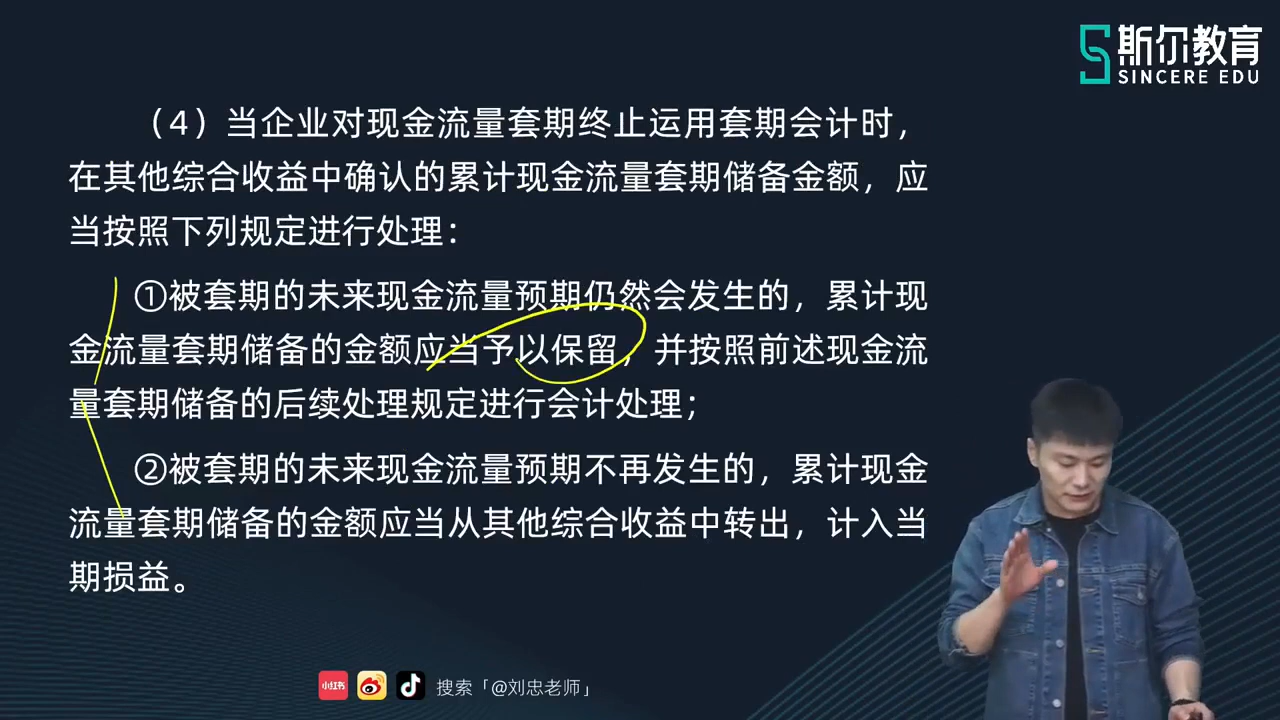 斯尔教育
SINCERE EDU
（4）当企业对现金流量套期终止运用套期会计时，
在其他综合收益中确认的累计现金流量套期储备金额，应
当按照下列规定进行处理：
①被套期的未来现金流量预期仍然会发生的，累计现
金流量套期储备的金额应当予以保留，并按照前述现金流
量套期储备的后续处理规定进行会计处理；
②被套期的未来现金流量预期不再发生的，累计现金
流量套期储备的金额应当从其他综合收益中转出，计入当
期损益。
小红书
搜索「@刘忠老师」